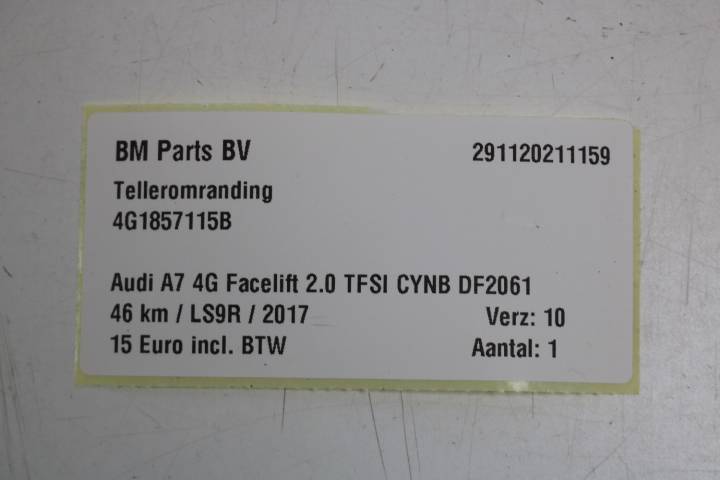 BM Parts BV 291120211159
Telleromranding
4G1857115B
Audi A7 4G Facelift 2.0 TFSI CYNB DF2061
46 km / LS9R / 2017 Verz: 10
15 Euro incl. BTW Aantal: 1